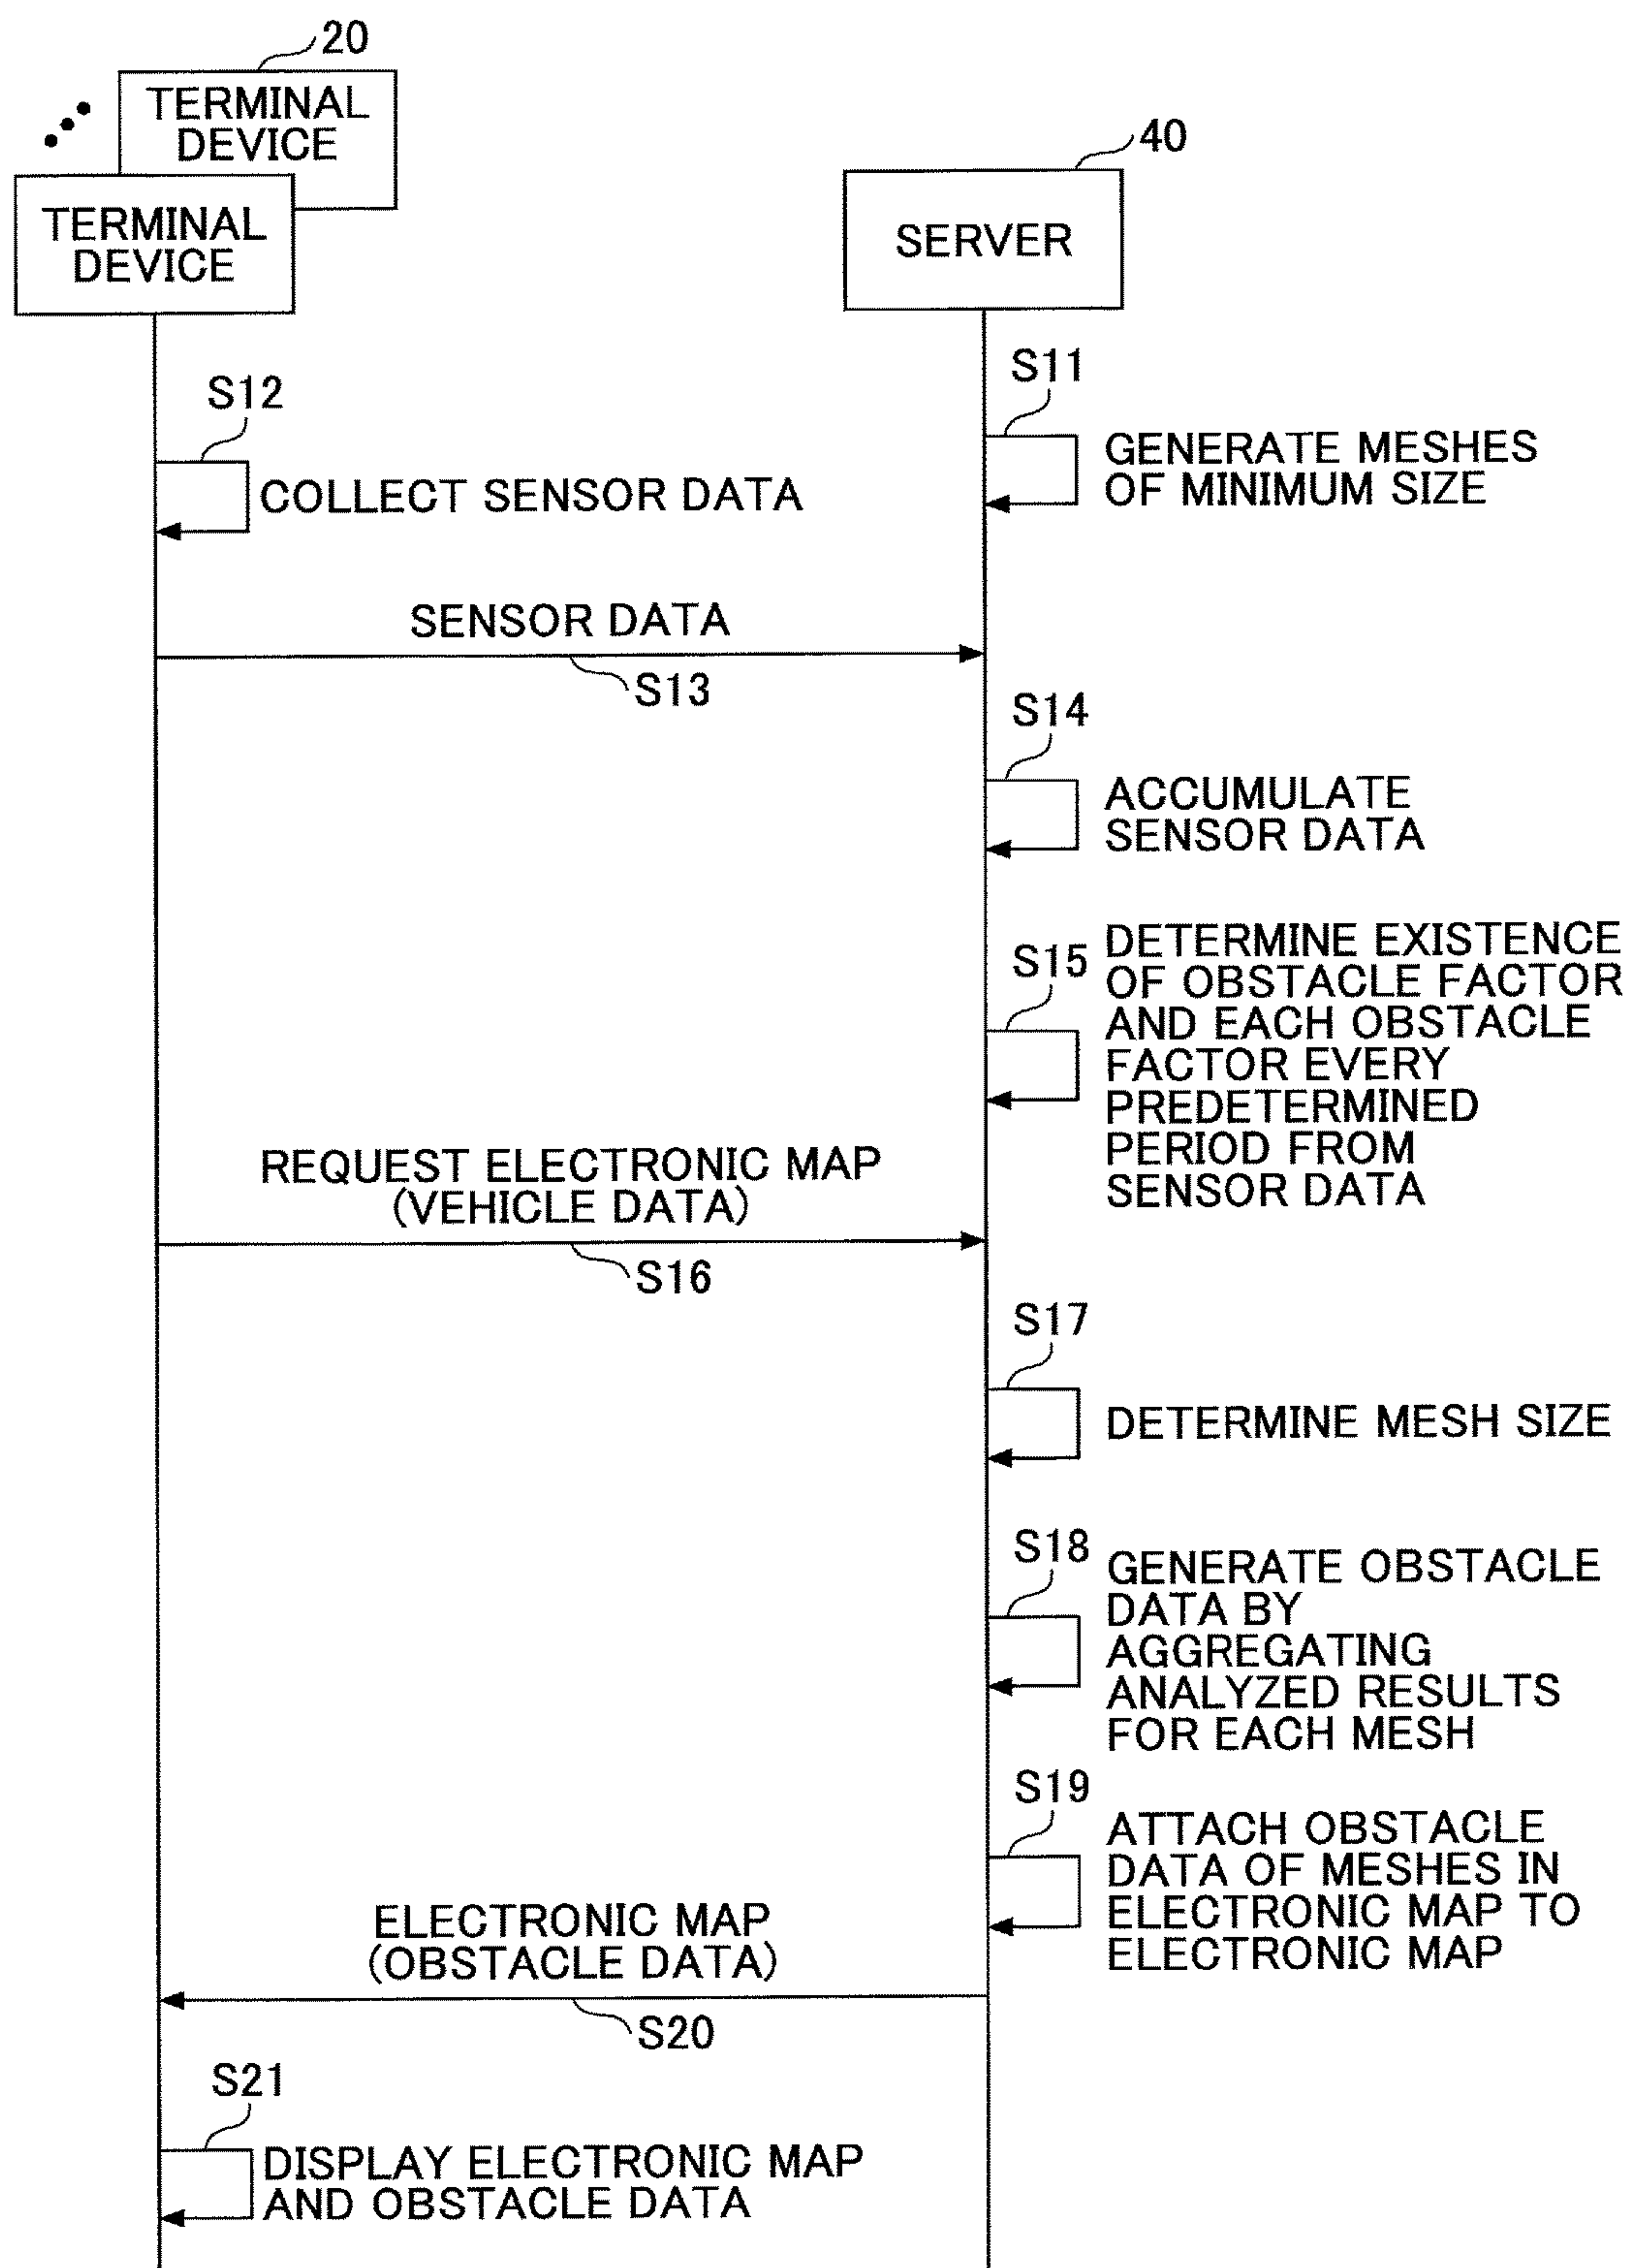 20
TERMINAL
DEVICE
TERMINAL
DEVICE
40
SERVER
S11
GENERATE MESHES
OF MINIMUM SIZE
S12
COLLECT SENSOR DATA
SENSOR DATA
S13
S14
ACCUMULATE
SENSOR DATA
S15
DETERMINE EXISTENCE
OF OBSTACLE FACTOR
AND EACH OBSTACLE
FACTOR EVERY
PREDETERMINED
PERIOD FROM
SENSOR DATA
REQUEST ELECTRONIC MAP
(VEHICLE DATA)
S16
S17
DETERMINE MESH SIZE
S18
GENERATE OBSTACLE
DATA BY
AGGREGATING
ANALYZED RESULTS
FOR EACH MESH
S19
ATTACH OBSTACLE
DATA OF MESHES IN
ELECTRONIC MAP TO
ELECTRONIC MAP
ELECTRONIC MAP
(OBSTACLE DATA)
S20
S21
DISPLAY ELECTRONIC MAP
AND OBSTACLE DATA